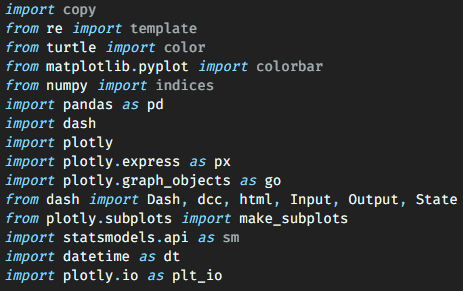 import copy
from re import template
from turtle import color
from matplotlib.pyplot import colorbar
from numpy import indices
import pandas as pd
import dash
import plotly
import plotly.express as px
import plotly.graph_objects as go
from dash import Dash, dcc, html, Input, Output, State
from plotly.subplots import make_subplots
import statsmodels.api as sm
import datetime as dt
import plotly.io as plt_io